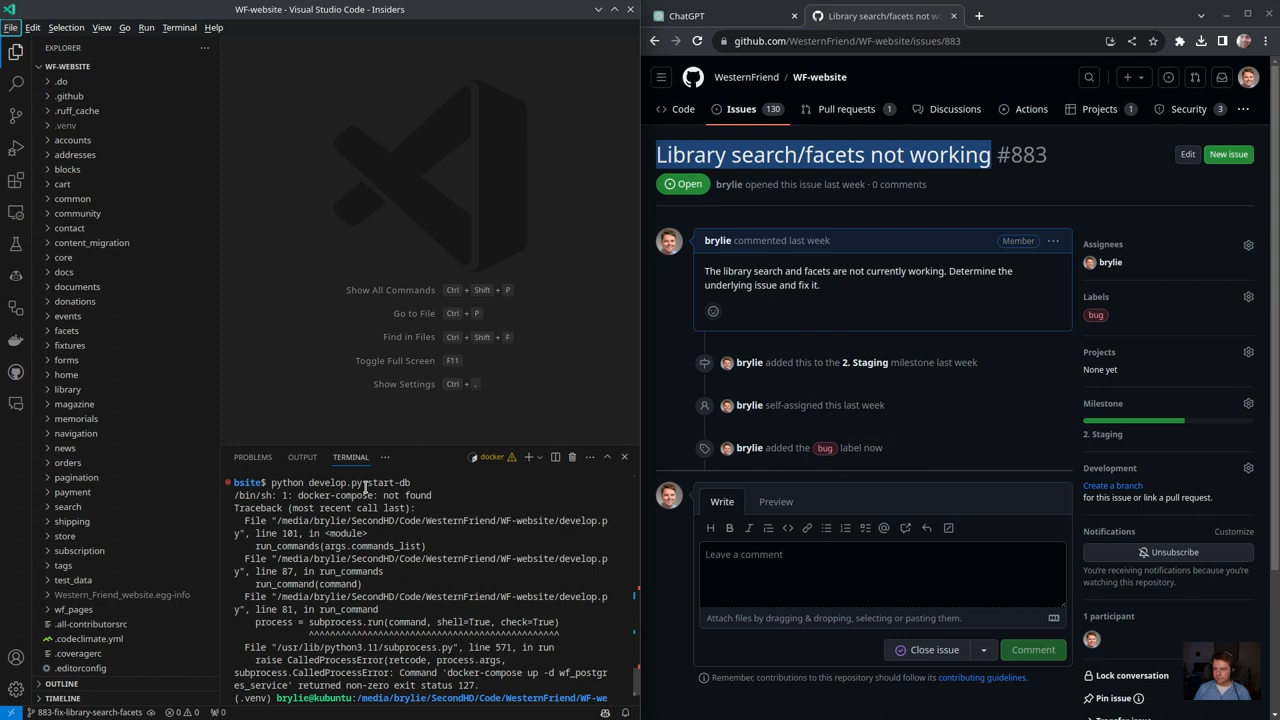 WF-website - Visual Studio Code - Insiders
File Edit Selection View Go Run Terminal Help
EXPLORER
WF-WEBSITE
.do
.github
.ruff_cache
.venv
accounts
addresses
blocks
cart
common
community
contact
content_migration
core
docs
documents
donations
events
facets
fixtures
forms
home
library
magazine
memorials
navigation
news
orders
pagination
payment
search
shipping
store
subscription
tags
test_data
Western_Friend_website.egg-info
wf_pages
.all-contributorsrc
.codeclimate.yml
.coveragerc
.editorconfig
OUTLINE
TIMELINE
883-fix-library-search-facets 0 0 0
Show All Commands Ctrl + Shift + P
Go to File Ctrl + P
Find in Files Ctrl + Shift + F
Toggle Full Screen F11
Show Settings Ctrl + ,
PROBLEMS OUTPUT TERMINAL docker
bsite$ python develop.py start-db
/bin/sh: 1: docker-compose: not found
Traceback (most recent call last):
File "/media/brylie/SecondHD/Code/WesternFriend/WF-website/develop.p
y", line 101, in <module>
run_commands(args.commands_list)
File "/media/brylie/SecondHD/Code/WesternFriend/WF-website/develop.p
y", line 87, in run_commands
run_command(command)
File "/media/brylie/SecondHD/Code/WesternFriend/WF-website/develop.p
y", line 81, in run_command
process = subprocess.run(command, shell=True, check=True)
^^^^^^^^^^^^^^^^^^^^^^^^^^^^^^^^^^^^^^^^^^^^^^^
File "/usr/lib/python3.11/subprocess.py", line 571, in run
raise CalledProcessError(retcode, process.args,
subprocess.CalledProcessError: Command 'docker-compose up -d wf_postgr
es_service' returned non-zero exit status 127.
(.venv) brylie@kubuntu:/media/brylie/SecondHD/Code/WesternFriend/WF-we
ChatGPT
Library search/facets not wo
github.com/WesternFriend/WF-website/issues/883
WesternFriend / WF-website
Code Issues 130 Pull requests 1 Discussions Actions Projects 1 Security 3
Library search/facets not working #883
Edit New issue
Open brylie opened this issue last week · 0 comments
brylie commented last week Member
The library search and facets are not currently working. Determine the
underlying issue and fix it.
brylie added this to the 2. Staging milestone last week
brylie self-assigned this last week
brylie added the bug label now
Write Preview
Leave a comment
Attach files by dragging & dropping, selecting or pasting them.
Close issue Comment
Remember, contributions to this repository should follow its contributing guidelines.
Assignees
brylie
Labels
bug
Projects
None yet
Milestone
2. Staging
Development
Create a branch
for this issue or link a pull request.
Notifications Customize
Unsubscribe
You're receiving notifications because you're
watching this repository.
1 participant
Lock conversation
Pin issue